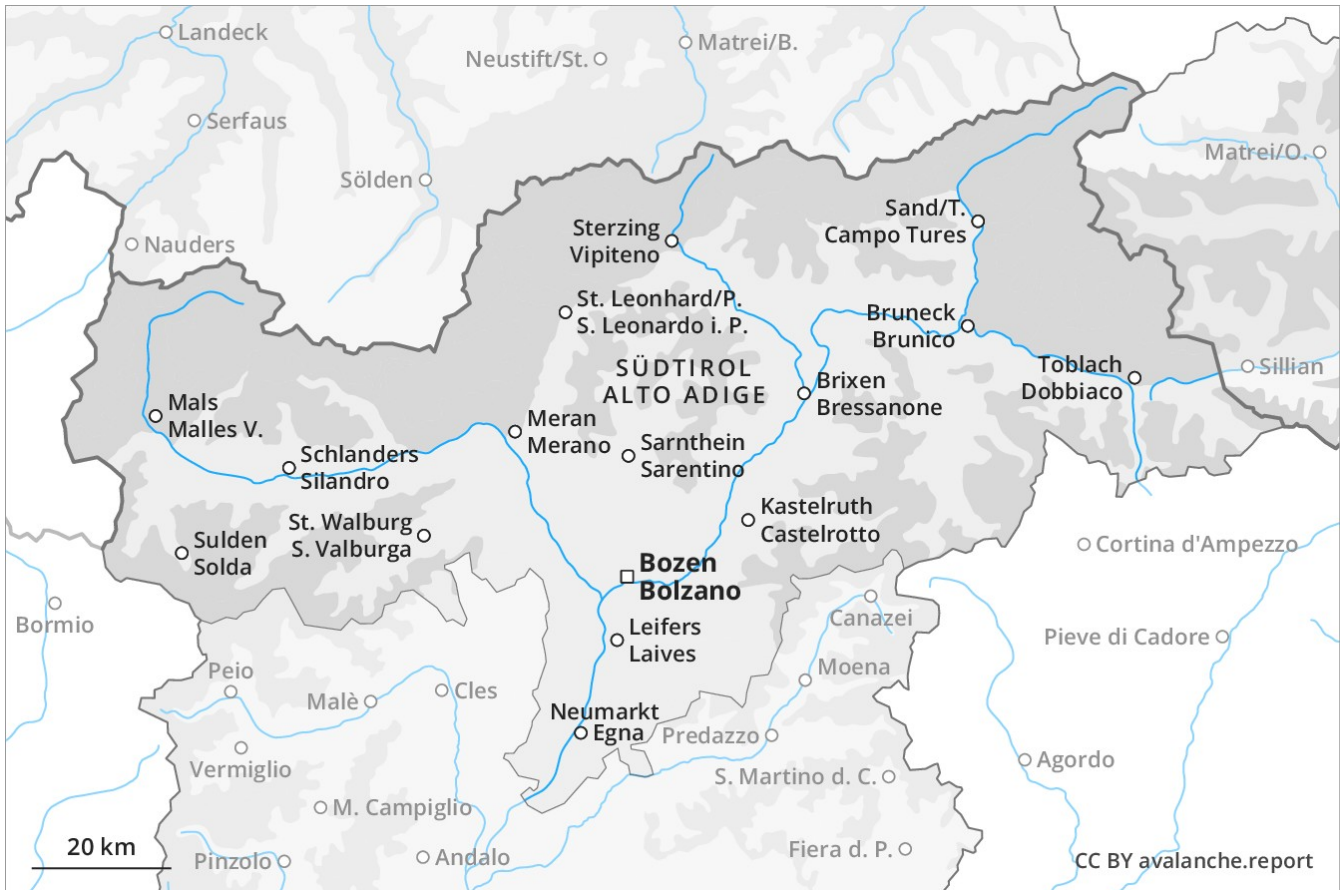 Landeck
Neustift/St.
Matrei/B.
Serfaus
Matrei/O.
Sölden
Sand/T.
Campo Tures
Nauders
Sterzing
Vipiteno
St. Leonhard/P.
S. Leonardo i. P.
Bruneck
Brunico
SÜDTIROL
ALTO ADIGE
Toblach
Dobbiaco
Sillian
Brixen
Bressanone
Mals
Malles V.
Meran
Merano
Sarnthein
Sarentino
Schlanders
Silandro
Kastelruth
Castelrotto
St. Walburg
S. Valburga
Sulden
Solda
Cortina d'Ampezzo
Bozen
Bolzano
Bormio
Canazei
Leifers
Laives
Pieve di Cadore
Peio
Moena
Malè
Cles
Neumarkt
Egna
Predazzo
Vermiglio
Agordo
S. Martino d. C.
M. Campiglio
20 km
Pinzolo
Andalo
Fiera d. P.
CC BY avalanche.report